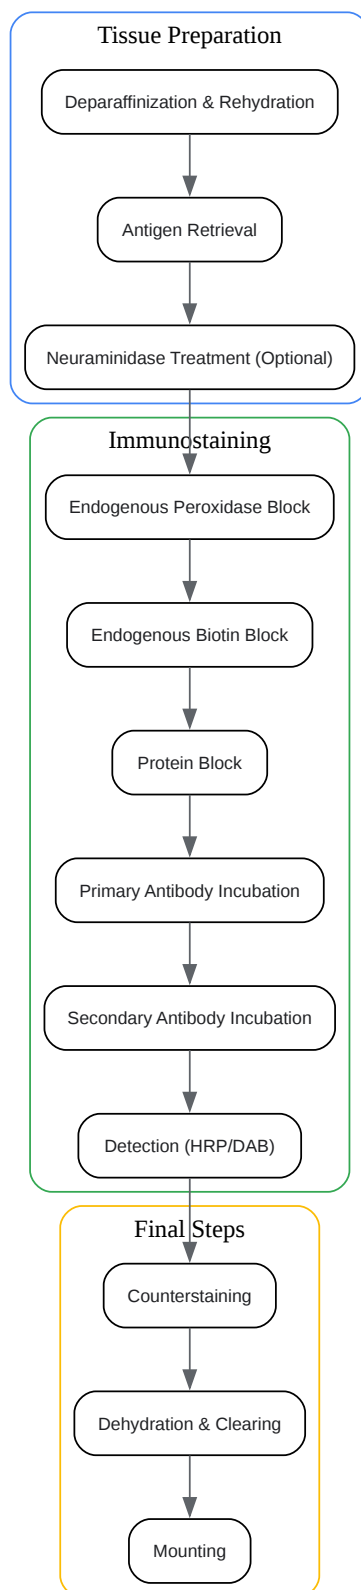 Tissue Preparation
Deparaffinization & Rehydration
Antigen Retrieval
Neuraminidase Treatment (Optional)
Immunostaining
Endogenous Peroxidase Block
Endogenous Biotin Block
Protein Block
Primary Antibody Incubation
Secondary Antibody Incubation
Detection (HRP/DAB)
Final Steps
Counterstaining
Dehydration & Clearing
Mounting